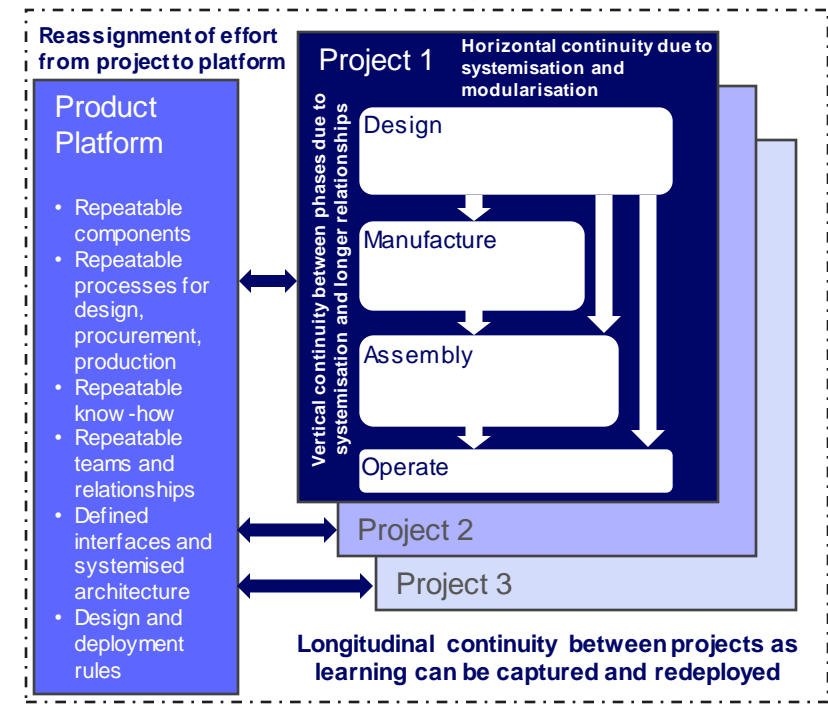 Reassignment of effort
from project to platform
Product
Platform
• Repeatable
components
• Repeatable
processes for
design,
procurement,
production
• Repeatable
know-how
• Repeatable
teams and
relationships
• Defined
interfaces and
systemised
architecture
• Design and
deployment
rules
Project 1
Horizontal continuity due to
systemisation and
modularisation
Vertical continuity between phases due to
systemisation and longer relationships
Design
Manufacture
Assembly
Operate
Project 2
Project 3
Longitudinal continuity between projects as
learning can be captured and redeployed